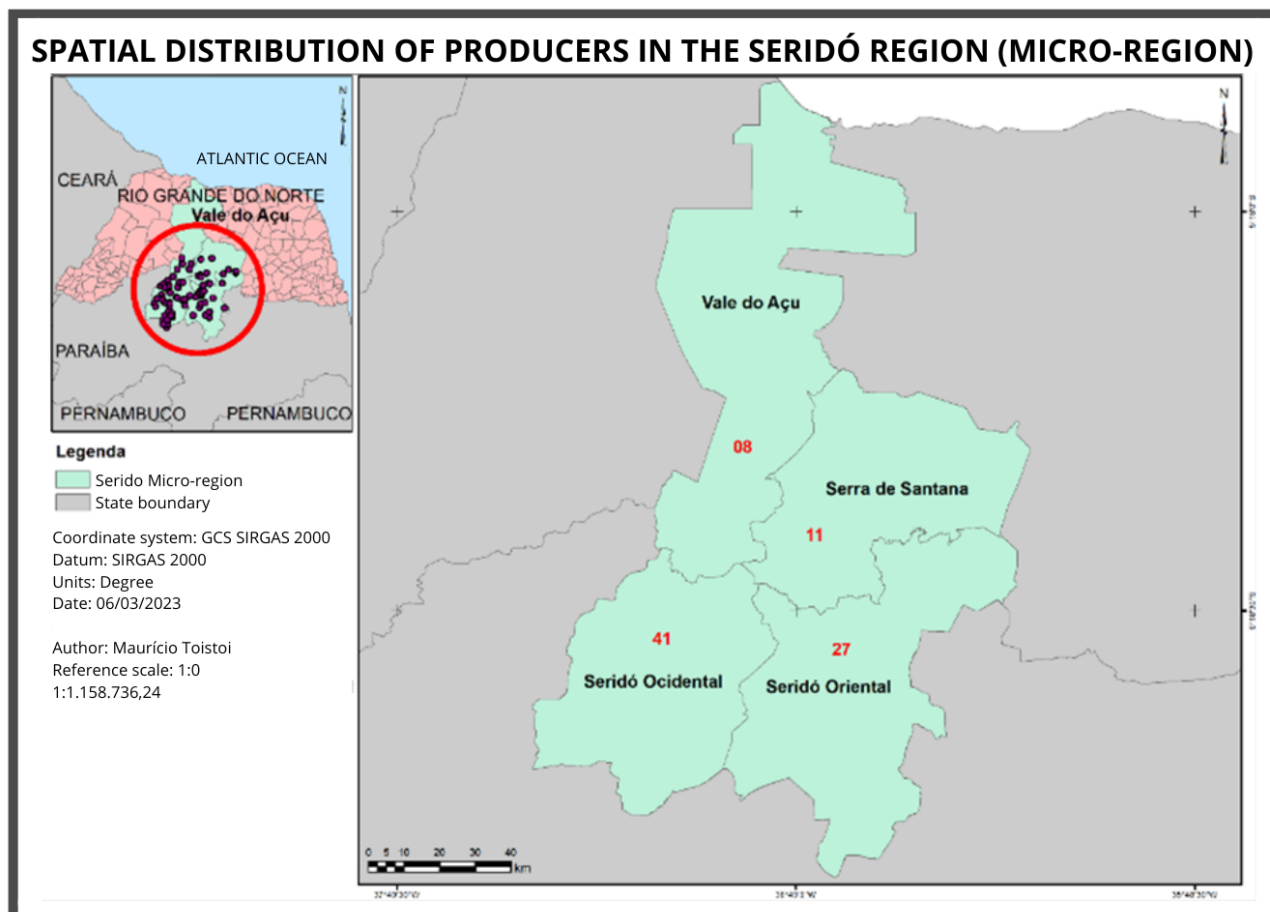 SPATIAL DISTRIBUTION OF PRODUCERS IN THE SERIDÓ REGION (MICRO-REGION)
N
ATLANTIC OCEAN
CEARÁ
RIO GRANDE DO NORTE
Vale do Açu
PARAÍBA
PERNAMBUCO PERNAMBUCO
Legenda
Serido Micro-region
State boundary
Coordinate system: GCS SIRGAS 2000
Datum: SIRGAS 2000
Units: Degree
Date: 06/03/2023
Author: Maurício Toistoi
Reference scale: 1:0
1:1.158.736,24
N
Vale do Açu
08
Serra de Santana
11
41
Seridó Ocidental
27
Seridó Oriental
0 5 10 20 30 40
km